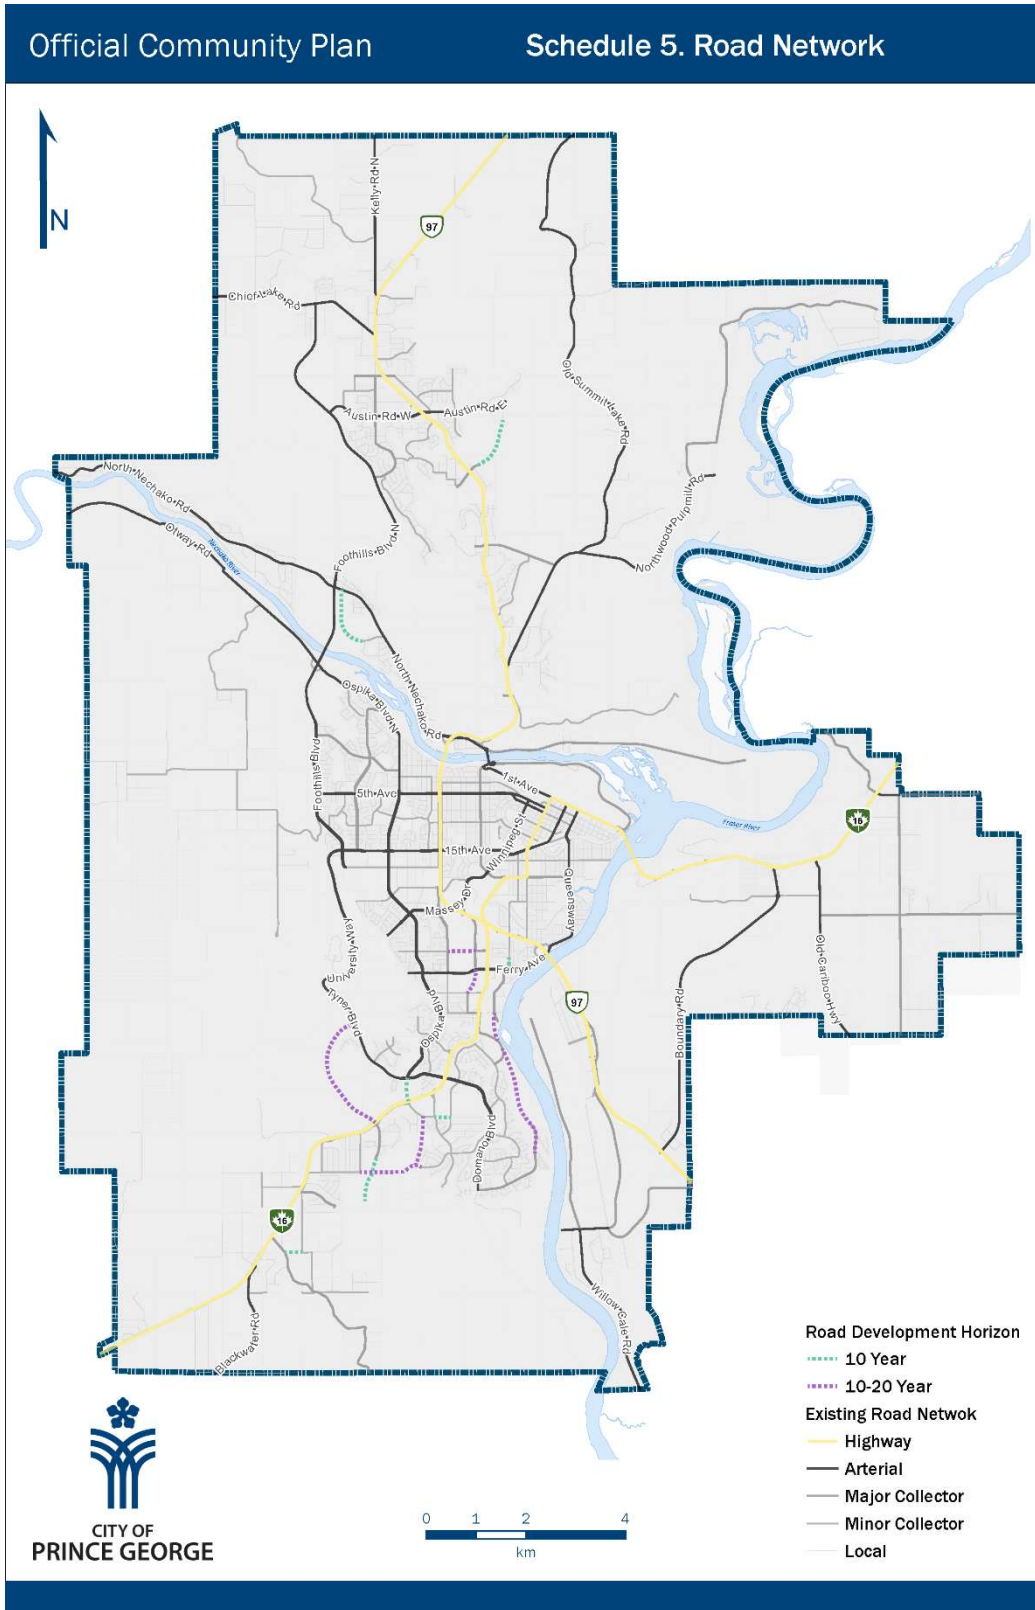 Official Community Plan
Schedule 5. Road Network
N
Kelly Rd N
97
Chief Lake Rd
Old Summit Lake Rd
Austin Rd W
Austin Rd E
North Nechako Rd
Otway Rd
Nechako River
Foothills Blvd N
Northwood Pulpmill Rd
North Nechako Rd
Ospika Blvd N
Foothills Blvd
1st Ave
5th Ave
Winnipeg St
15th Ave
Fraser River
16
Massey Dr
Queensway
University Way
Ferry Ave
Old Cariboo Hwy
Tyner Blvd
Ospika Blvd
97
Boundary Rd
Domano Blvd
16
Blackwater Rd
Willow Cale Rd
Road Development Horizon
10 Year
10-20 Year
Existing Road Netwok
Highway
Arterial
Major Collector
Minor Collector
Local
CITY OF
PRINCE GEORGE
0 1 2 4
km